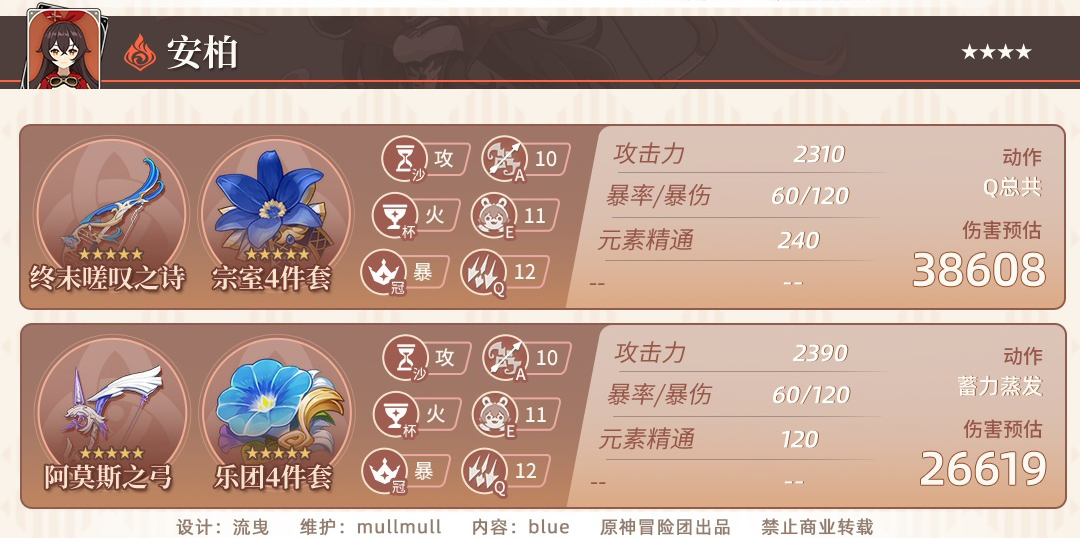 安柏 ★★★★
终末嗟叹之诗
宗室4件套
沙 攻
A 10
杯 火
E 11
冠 暴
Q 12
攻击力 2310
暴率/暴伤 60/120
元素精通 240
-- --
动作
Q总共
伤害预估
38608
阿莫斯之弓
乐团4件套
沙 攻
A 10
杯 火
E 11
冠 暴
Q 12
攻击力 2390
暴率/暴伤 60/120
元素精通 120
-- --
动作
蓄力蒸发
伤害预估
26619
设计：流曳 维护：mullmull 内容：blue 原神冒险团出品 禁止商业转载